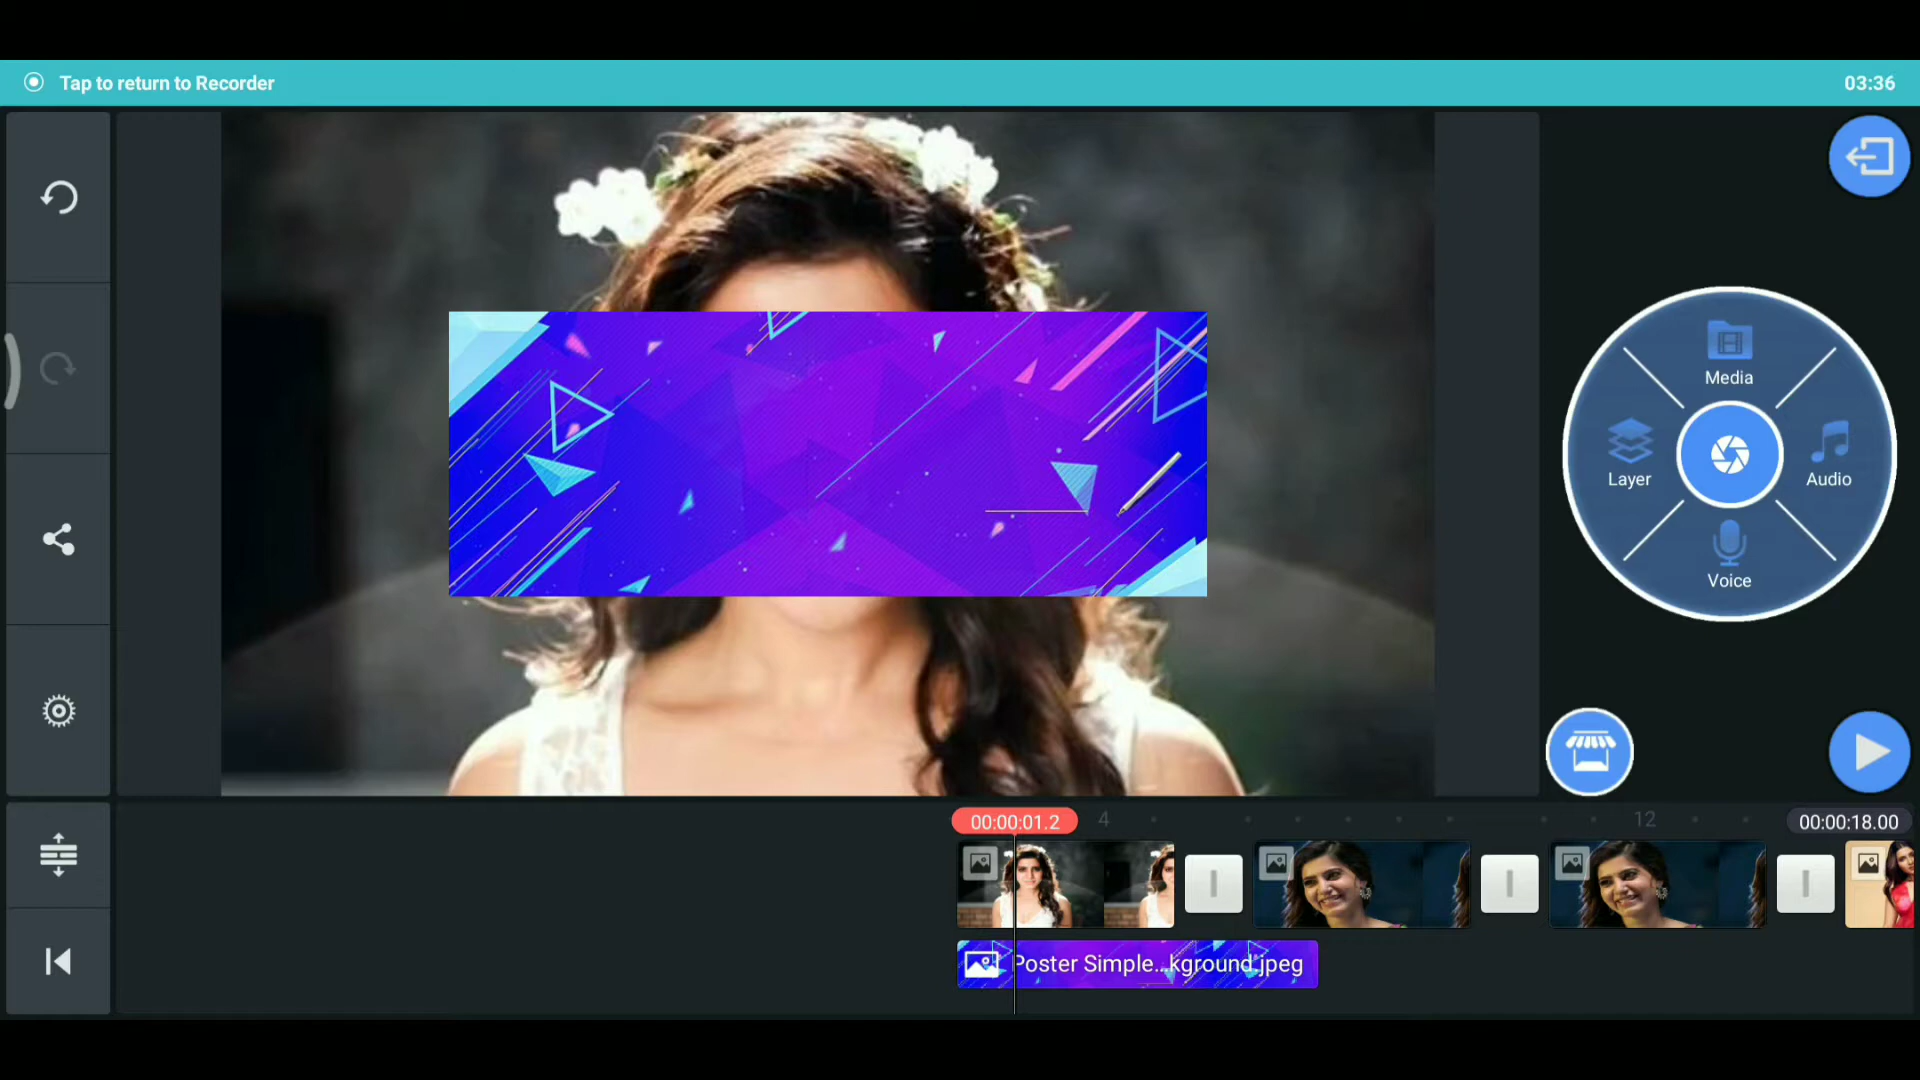 Tap to return to Recorder
03:36
Media
Layer
Audio
Voice
00:00:01.2
4
12
00:00:18.00
Poster Simple...kground.jpeg